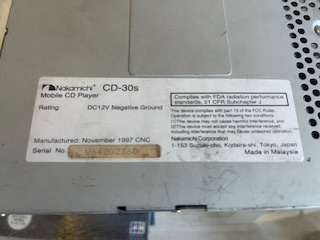 Nakamichi® CD-30s
Mobile CD Player
Rating: DC12V Negative Ground
Manufactured: November 1997 CNC
Serial No.
Complies with FDA radiation performance
standards, 21 CFR Subchapter J.
This device complies with part 15 of the FCC Rules.
Operation is subject to the following two conditions:
(1)This device may not cause harmful interference, and
(2)This device must accept any interference received,
including interference that may cause undesired operation.
Nakamichi Corporation
1-153 Suzuki-cho, Kodaira-shi, Tokyo, Japan
Made in Malaysia